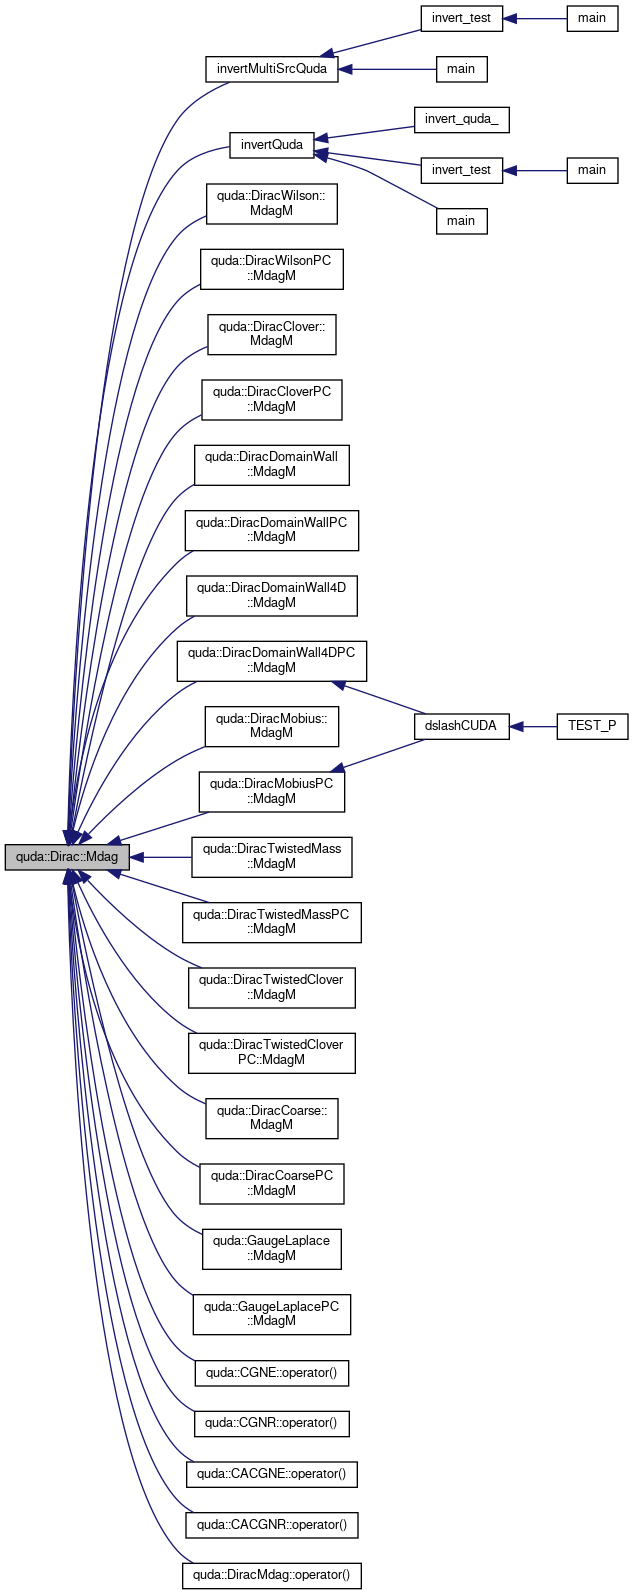 invert_test
main
invertMultiSrcQuda
main
invert_quda_
invertQuda
invert_test
main
main
quda::DiracWilson::
MdagM
quda::DiracWilsonPC
::MdagM
quda::DiracClover::
MdagM
quda::DiracCloverPC
::MdagM
quda::DiracDomainWall
::MdagM
quda::DiracDomainWallPC
::MdagM
quda::DiracDomainWall4D
::MdagM
quda::DiracDomainWall4DPC
::MdagM
quda::DiracMobius::
MdagM
dslashCUDA
TEST_P
quda::DiracMobiusPC
::MdagM
quda::Dirac::Mdag
quda::DiracTwistedMass
::MdagM
quda::DiracTwistedMassPC
::MdagM
quda::DiracTwistedClover
::MdagM
quda::DiracTwistedClover
PC::MdagM
quda::DiracCoarse::
MdagM
quda::DiracCoarsePC
::MdagM
quda::GaugeLaplace
::MdagM
quda::GaugeLaplacePC
::MdagM
quda::CGNE::operator()
quda::CGNR::operator()
quda::CACGNE::operator()
quda::CACGNR::operator()
quda::DiracMdag::operator()